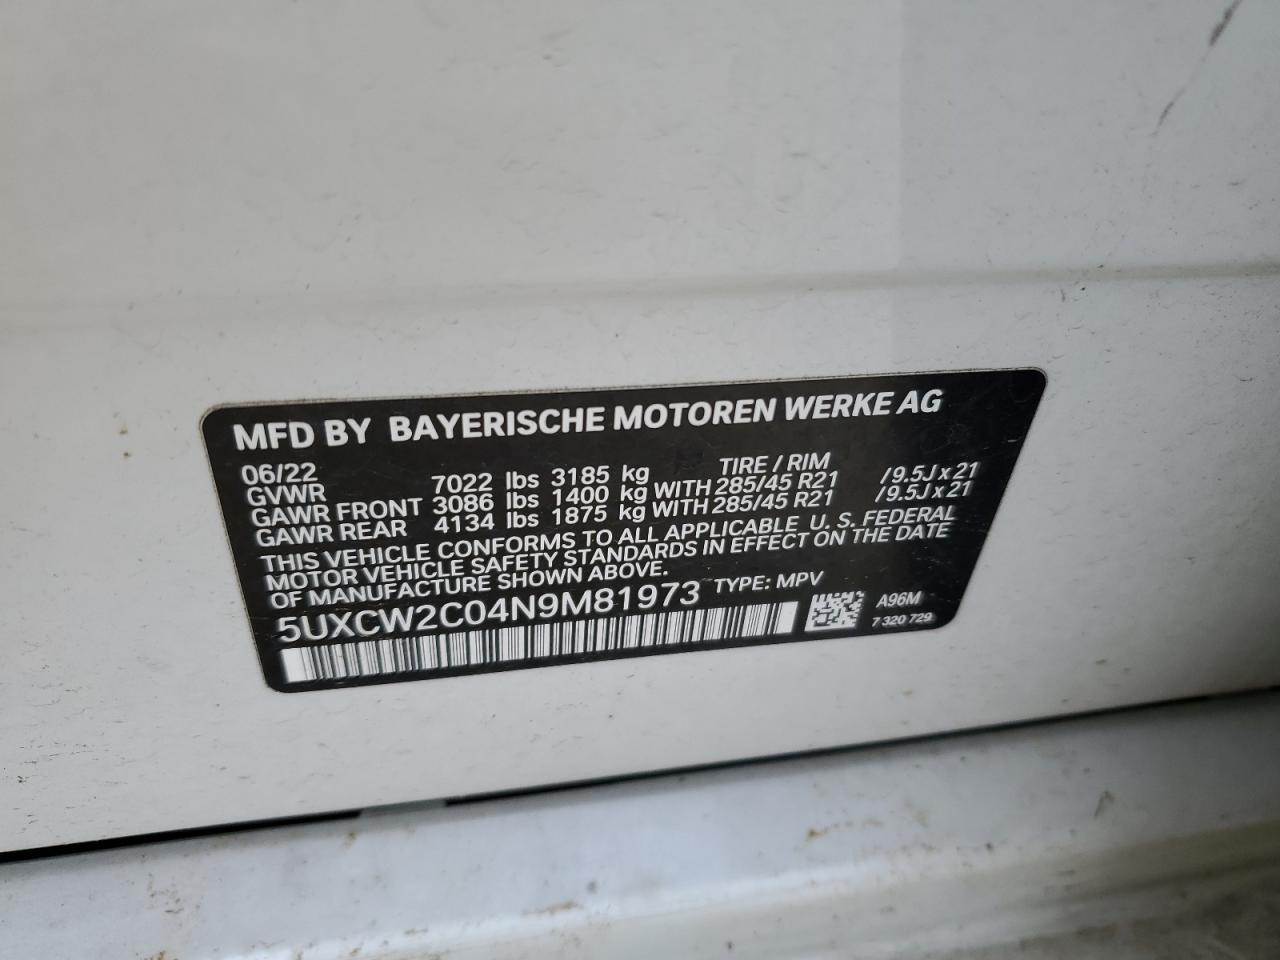 MFD BY BAYERISCHE MOTOREN WERKE AG
06/22 TIRE / RIM
GVWR 7022 lbs 3185 kg
GAWR FRONT 3086 lbs 1400 kg WITH 285/45 R21 /9.5J x 21
GAWR REAR 4134 lbs 1875 kg WITH 285/45 R21 /9.5J x 21
THIS VEHICLE CONFORMS TO ALL APPLICABLE U. S. FEDERAL
MOTOR VEHICLE SAFETY STANDARDS IN EFFECT ON THE DATE
OF MANUFACTURE SHOWN ABOVE.
5UXCW2C04N9M81973 TYPE: MPV
A96M
7 320 729